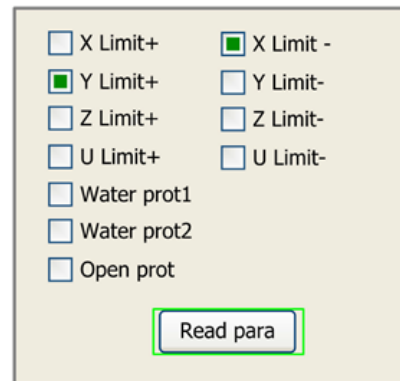 X Limit+ X Limit -
Y Limit+ Y Limit-
Z Limit+ Z Limit-
U Limit+ U Limit-
Water prot1
Water prot2
Open prot
Read para